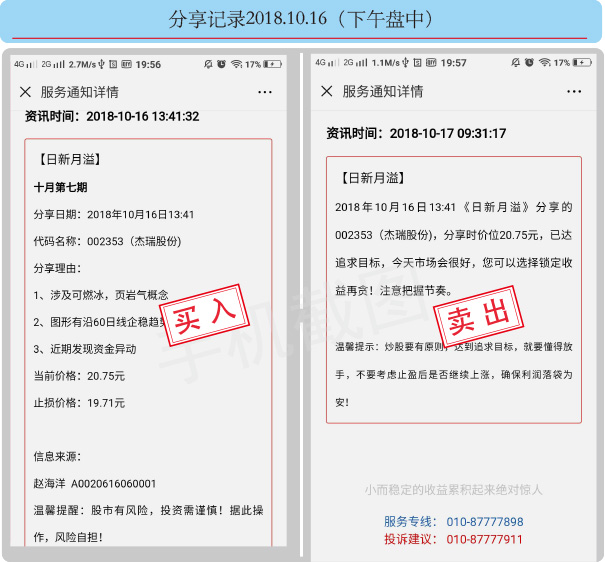 分享记录2018.10.16（下午盘中）
4G 2G 2.7M/s 19:56 17%
× 服务通知详情 ···
资讯时间：2018-10-16 13:41:32
【日新月溢】
十月第七期
分享日期：2018年10月16日13:41
代码名称：002353（杰瑞股份）
分享理由：
1、涉及可燃冰，页岩气概念
2、图形有沿60日线企稳趋势
3、近期发现资金异动
当前价格：20.75元
止损价格：19.71元
买入
信息来源：
赵海洋 A0020616060001
温馨提醒：股市有风险，投资需谨慎！据此操
作，风险自担！
4G 2G 1.1M/s 19:57 17%
× 服务通知详情 ···
资讯时间：2018-10-17 09:31:17
【日新月溢】
2018年10月16日13:41《日新月溢》分享的
002353（杰瑞股份)，分享时价位20.75元，已达
追求目标，今天市场会很好，您可以选择锁定收
益再贪！注意把握节奏。
卖出
温馨提示：炒股要有原则，达到追求目标，就要懂得放
手，不要考虑止盈后是否继续上涨，确保利润落袋为
安！
小而稳定的收益累积起来绝对惊人
服务专线： 010-87777898
投诉建议： 010-87777911
手机截图